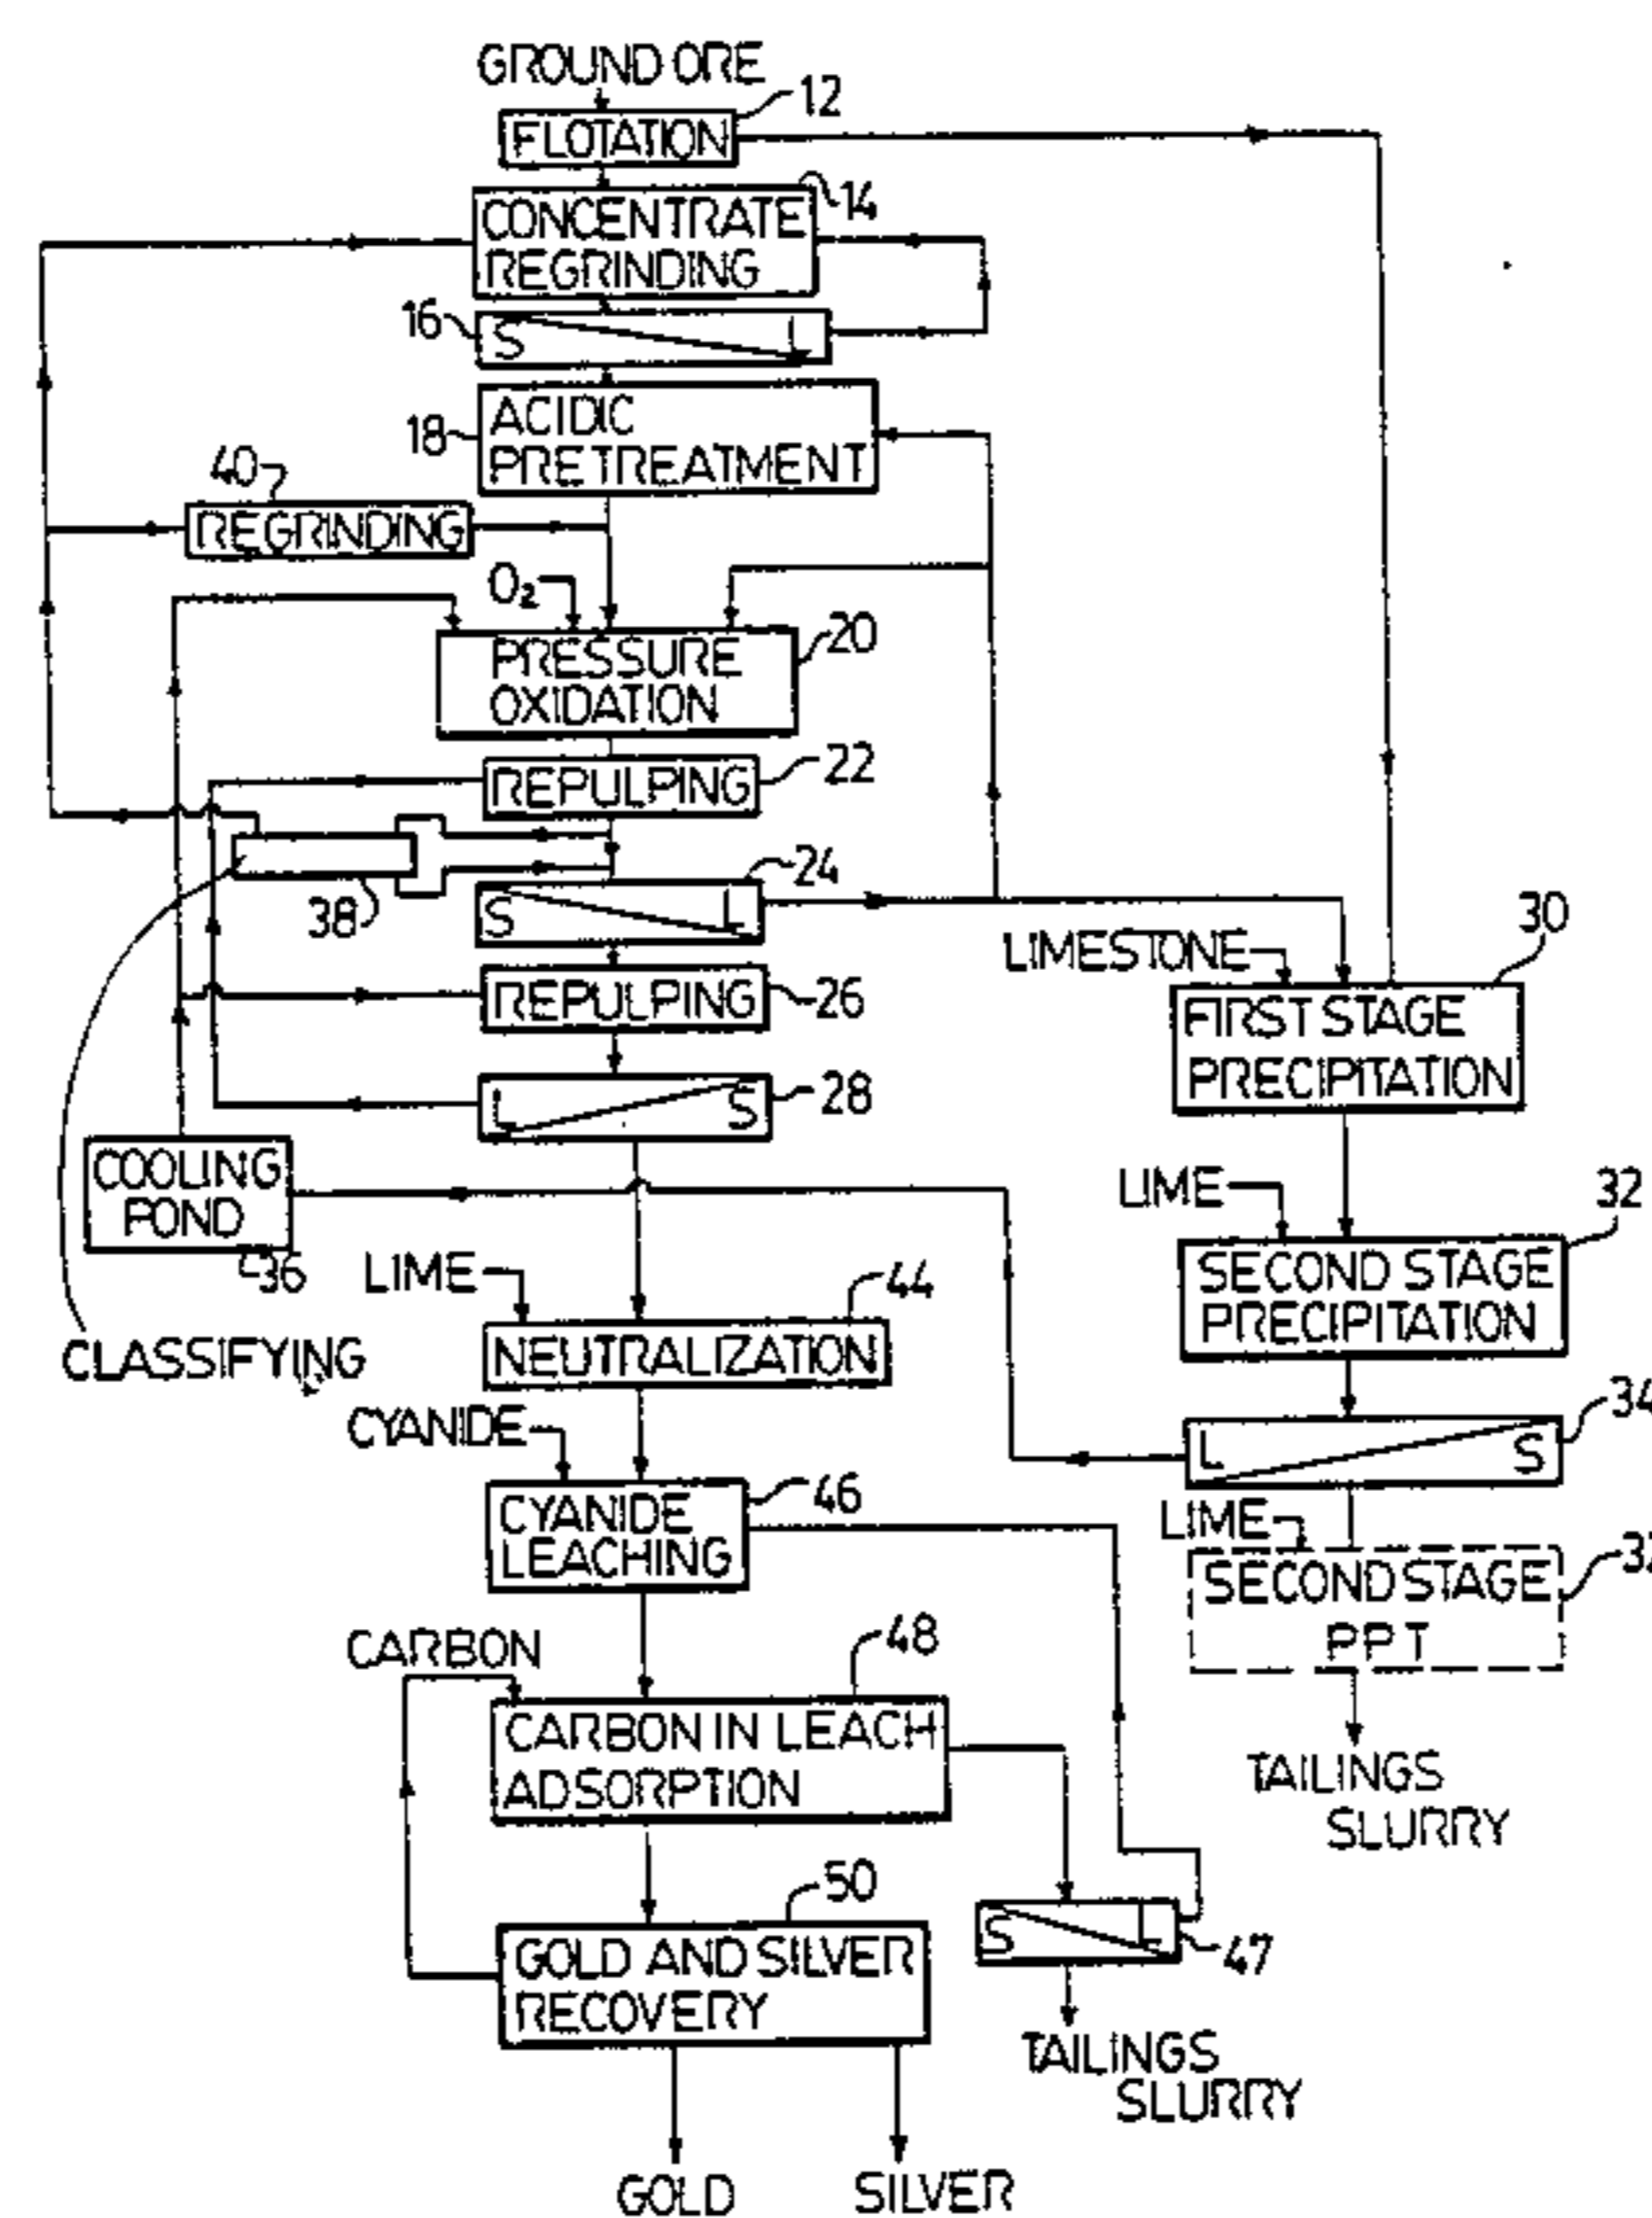 GROUND ORE
12
FLOTATION
14
CONCENTRATE
REGRINDING
16
S L
18
ACIDIC
PRETREATMENT
40
REGRINDING
O₂
20
PRESSURE
OXIDATION
22
REPULPING
38
24
S L
LIMESTONE
30
REPULPING
26
FIRST STAGE
PRECIPITATION
L S
28
COOLING
POND
36
LIME
32
SECOND STAGE
PRECIPITATION
LIME
44
NEUTRALIZATION
CLASSIFYING
34
L S
CYANIDE
46
CYANIDE
LEACHING
LIME
SECOND STAGE
PPT
TAILINGS
SLURRY
CARBON
48
CARBON IN LEACH
ADSORPTION
50
GOLD AND SILVER
RECOVERY
S L
47
TAILINGS
SLURRY
GOLD
SILVER